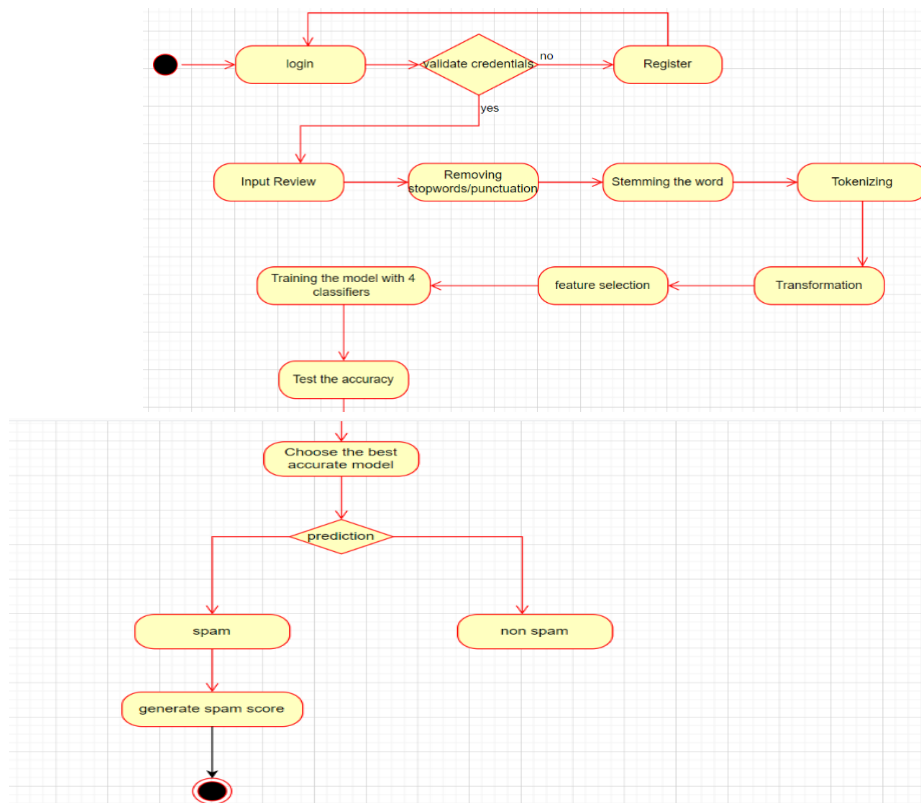 login
validate credentials
no
Register
yes
Input Review
Removing
stopwords/punctuation
Stemming the word
Tokenizing
Training the model with 4
classifiers
feature selection
Transformation
Test the accuracy
Choose the best
accurate model
prediction
spam
non spam
generate spam score